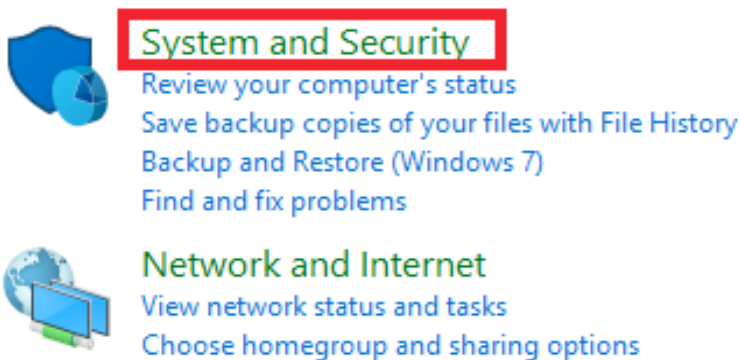 System and Security
Review your computer's status
Save backup copies of your files with File History
Backup and Restore (Windows 7)
Find and fix problems
Network and Internet
View network status and tasks
Choose homegroup and sharing options